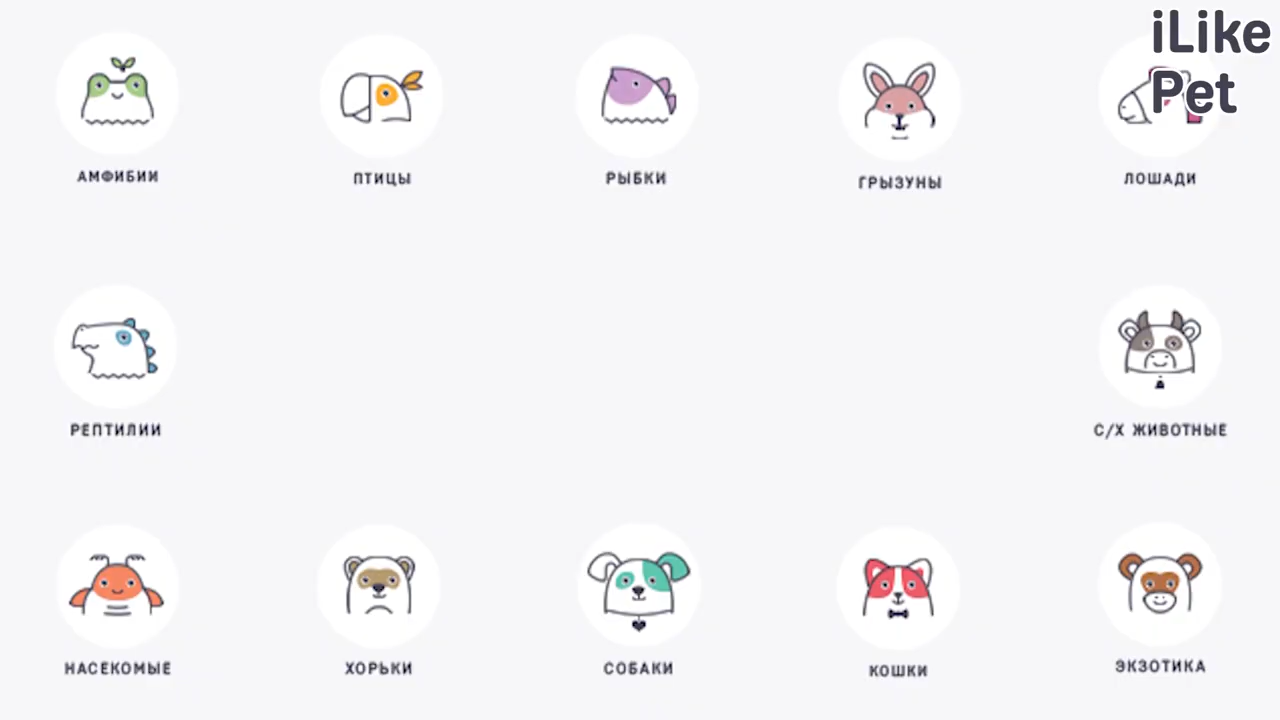 iLike
Pet
АМФИБИИ
ПТИЦЫ
РЫБКИ
ГРЫЗУНЫ
ЛОШАДИ
РЕПТИЛИИ
С/Х ЖИВОТНЫЕ
НАСЕКОМЫЕ
ХОРЬКИ
СОБАКИ
КОШКИ
ЭКЗОТИКА